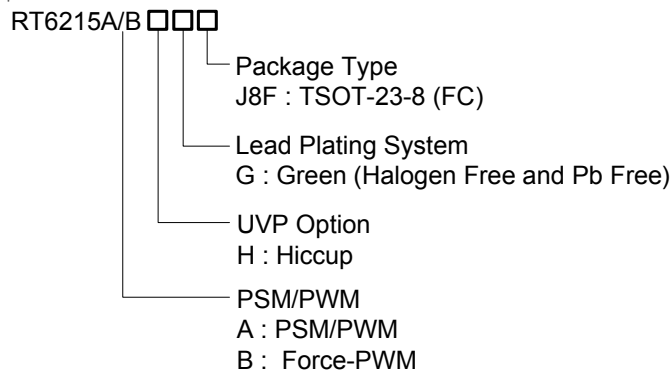 RT6215A/B □□□
Package Type
J8F : TSOT-23-8 (FC)
Lead Plating System
G : Green (Halogen Free and Pb Free)
UVP Option
H : Hiccup
PSM/PWM
A : PSM/PWM
B : Force-PWM